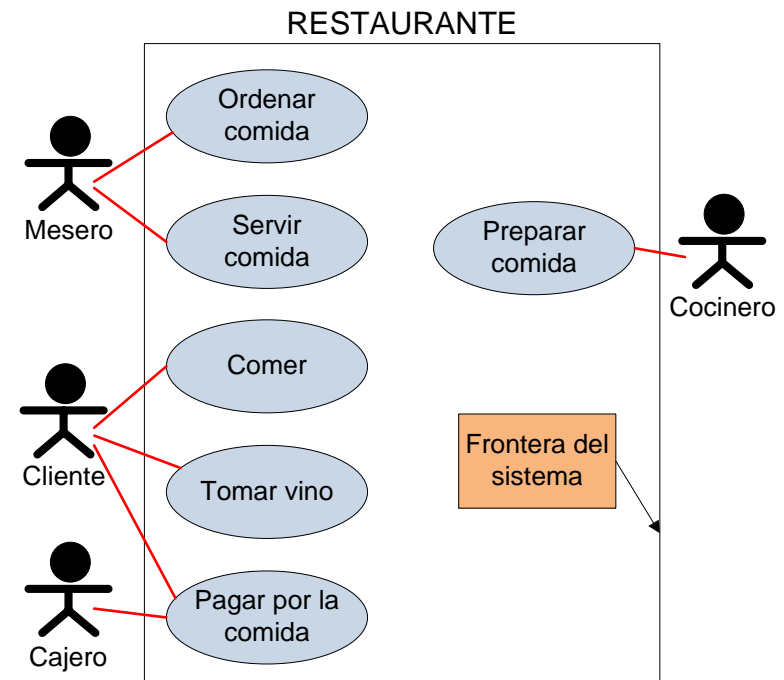 RESTAURANTE
Ordenar
comida
Mesero
Servir
comida
Preparar
comida
Cocinero
Comer
Cliente
Tomar vino
Frontera del
sistema
Pagar por la
comida
Cajero